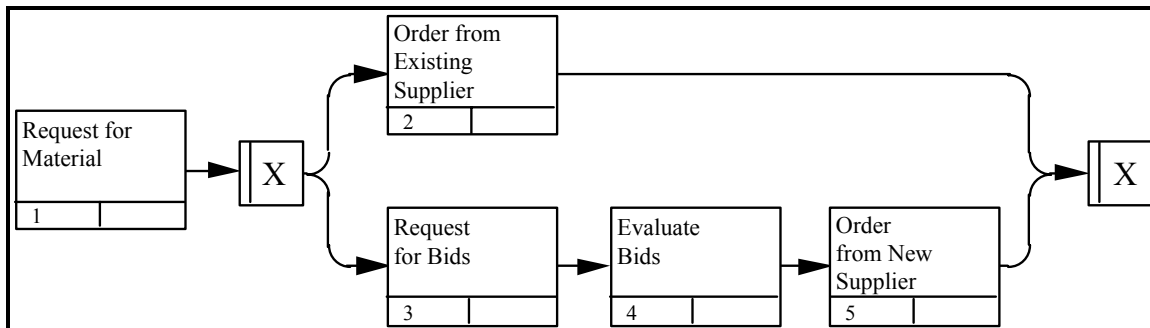 Request for
Material
1
X
Order from
Existing
Supplier
2
Request
for Bids
3
Evaluate
Bids
4
Order
from New
Supplier
5
X